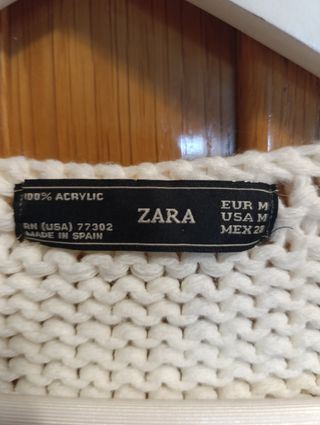 100% ACRYLIC
RN (USA) 77302
MADE IN SPAIN
ZARA
EUR M
USA M
MEX 28